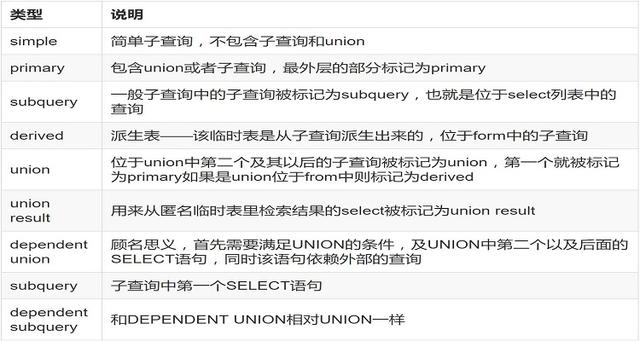 类型 说明
simple 简单子查询，不包含子查询和union
primary 包含union或者子查询，最外层的部分标记为primary
subquery 一般子查询中的子查询被标记为subquery，也就是位于select列表中的
查询
derived 派生表——该临时表是从子查询派生出来的，位于form中的子查询
union 位于union中第二个及其以后的子查询被标记为union，第一个就被标记
为primary如果是union位于from中则标记为derived
union
result 用来从匿名临时表里检索结果的select被标记为union result
dependent
union 顾名思义，首先需要满足UNION的条件，及UNION中第二个以及后面的
SELECT语句，同时该语句依赖外部的查询
subquery 子查询中第一个SELECT语句
dependent
subquery 和DEPENDENT UNION相对UNION一样